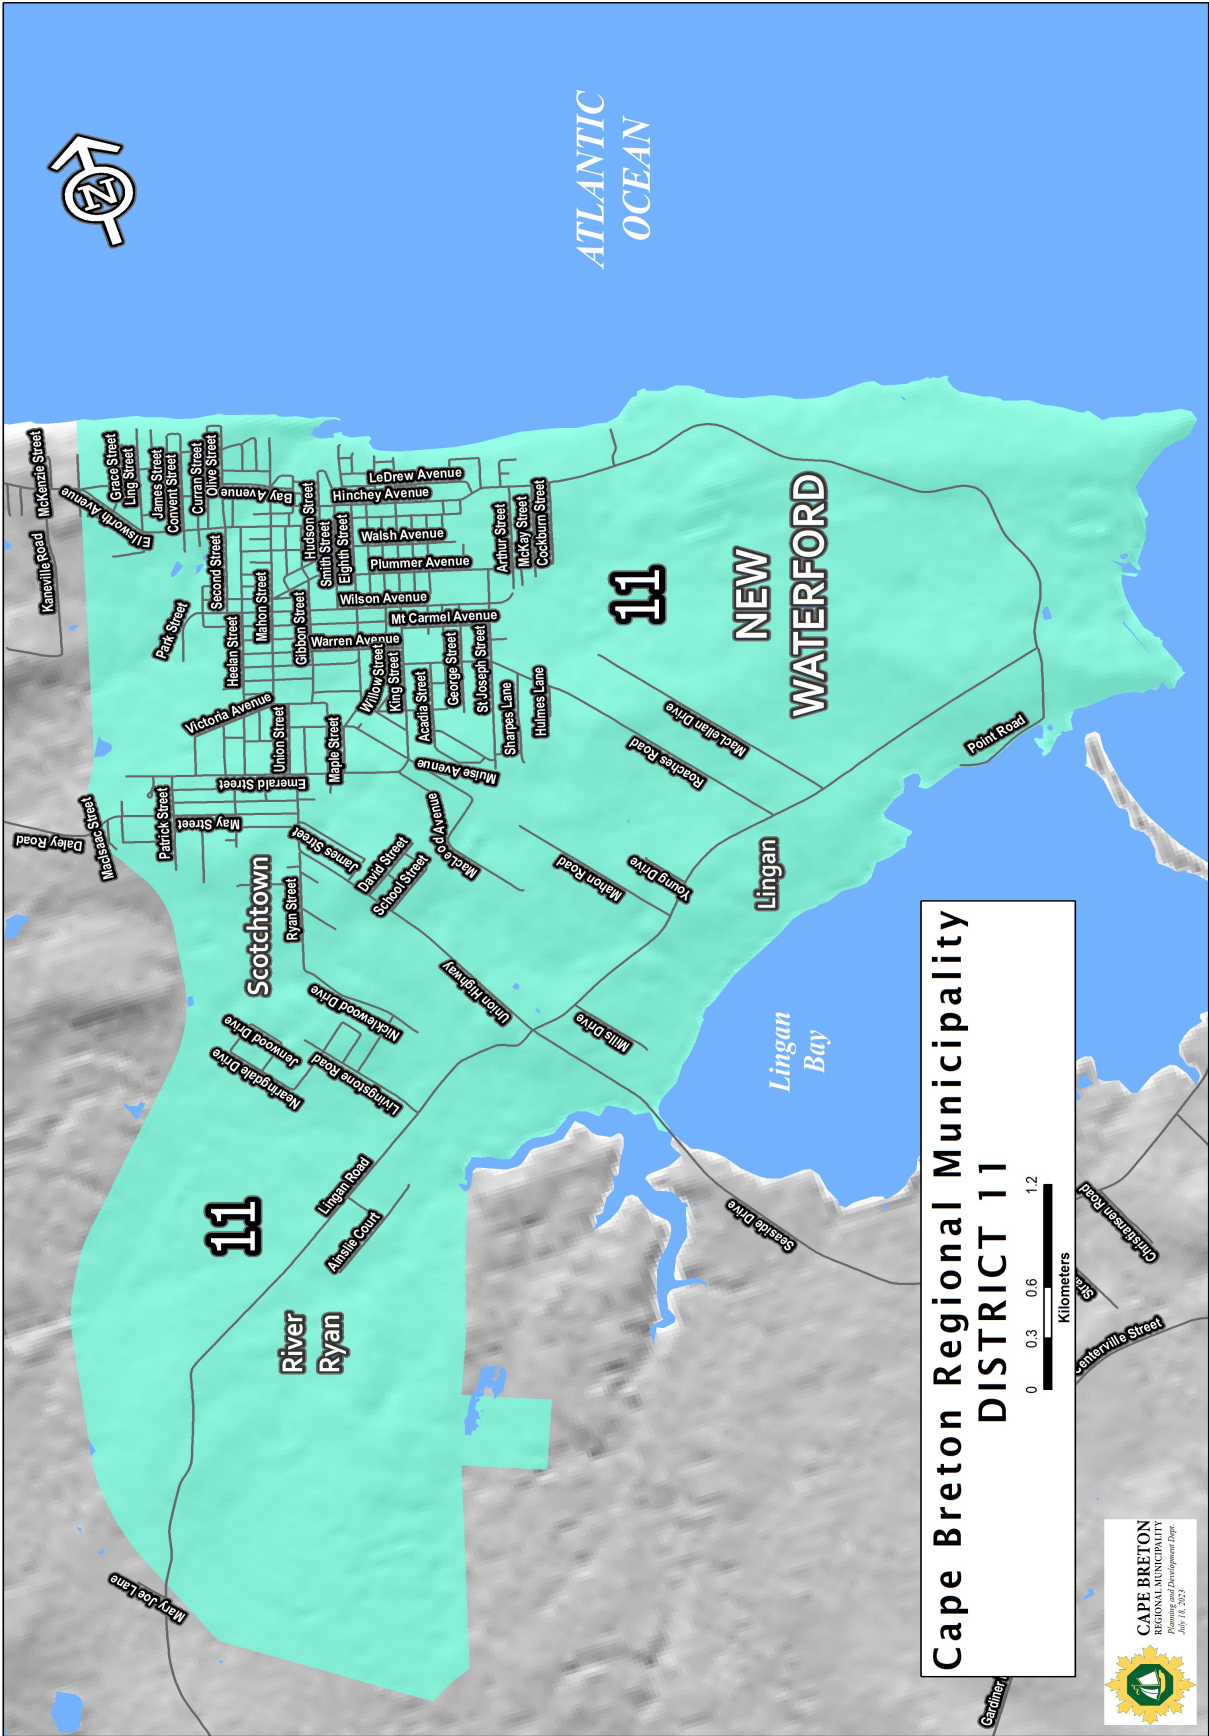 ATLANTIC
OCEAN
N
McKenzie Street
Kaneville Road
Ellsworth Avenue
Grace Street
Ling Street
James Street
Convent Street
Curran Street
Olive Street
Bay Avenue
Hudson Street
Smith Street
Eighth Street
LeDrew Avenue
Hinchey Avenue
Walsh Avenue
Plummer Avenue
Wilson Avenue
Mt Carmel Avenue
Warren Avenue
Arthur Street
McKay Street
Cockburn Street
Second Street
Mahon Street
Gibbon Street
Park Street
Heelan Street
Willow Street
King Street
Acadia Street
George Street
St Joseph Street
Sharpes Lane
Hulmes Lane
Victoria Avenue
Union Street
Maple Street
Emerald Street
Muise Avenue
May Street
Patrick Street
MacIsaac Street
Daley Road
James Street
David Street
School Street
MacLeod Avenue
Ryan Street
Scotchtown
11
NEW
WATERFORD
MacLellan Drive
Roaches Road
Point Road
Mahon Road
Young Drive
Lingan
Union Highway
Mills Drive
Nicklewood Drive
Jenwood Drive
Nearingdale Drive
Livingstone Road
Lingan Road
Ainslie Court
11
River
Ryan
Mary Joe Lane
Lingan
Bay
Seaside Drive
Christiansen Road
Centerville Street
Cape Breton Regional Municipality
DISTRICT 11
0 0.3 0.6 1.2
Kilometers
CAPE BRETON
REGIONAL MUNICIPALITY
Planning and Development Dept.
July 18, 2023